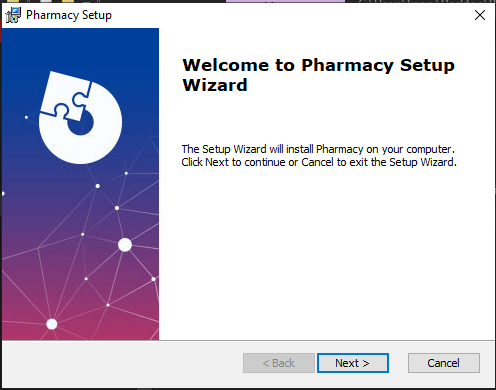 Pharmacy Setup
Welcome to Pharmacy Setup
Wizard
The Setup Wizard will install Pharmacy on your computer.
Click Next to continue or Cancel to exit the Setup Wizard.
< Back
Next >
Cancel